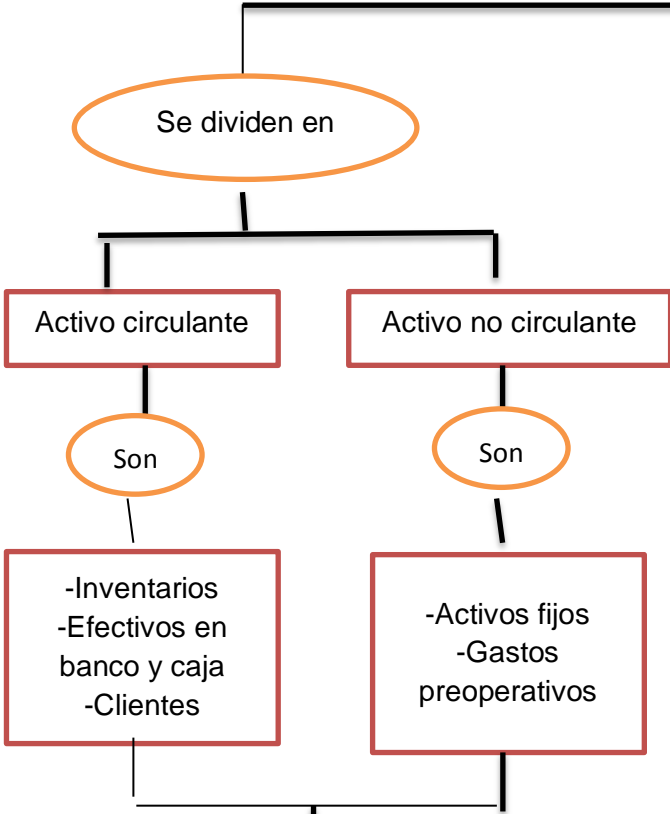 Se dividen en
Activo circulante
Activo no circulante
Son
Son
-Inventarios
-Efectivos en
banco y caja
-Clientes
-Activos fijos
-Gastos
preoperativos